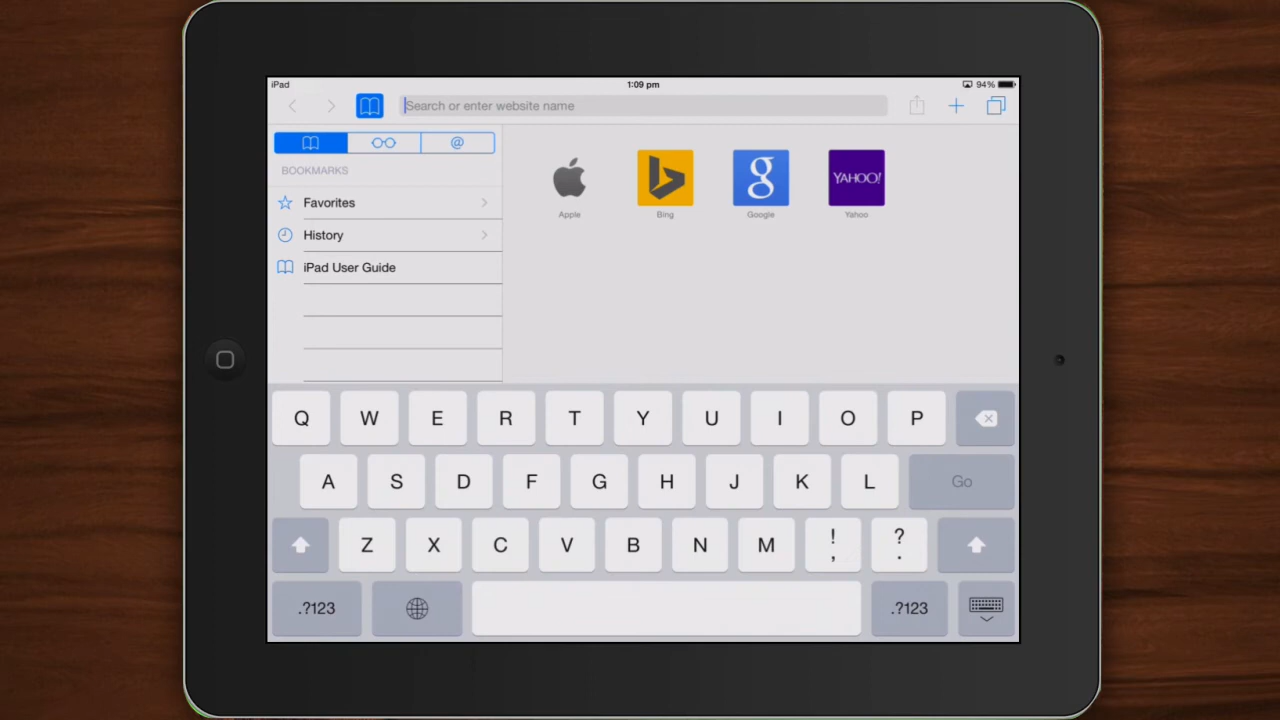 iPad 1:09 pm 94%
Search or enter website name
@
BOOKMARKS
Favorites
History
iPad User Guide
g YAHOO!
Apple Bing Google Yahoo
Q W E R T Y U I O P
A S D F G H J K L Go
Z X C V B N M ! , ? .
.?123 .?123